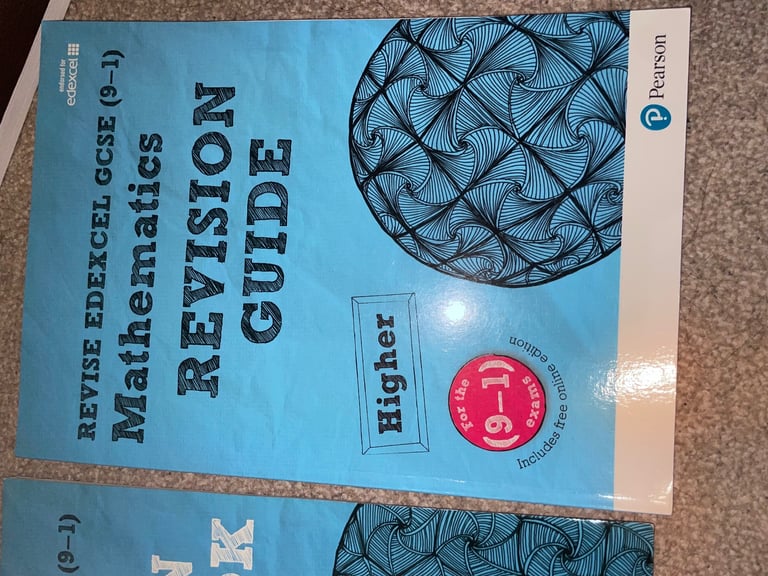 endorsed for
edexcel
REVISE EDEXCEL GCSE (9–1)
Mathematics
REVISION
GUIDE
Higher
For the
(9–1)
exams
Includes free online edition
Pearson
(9–1)